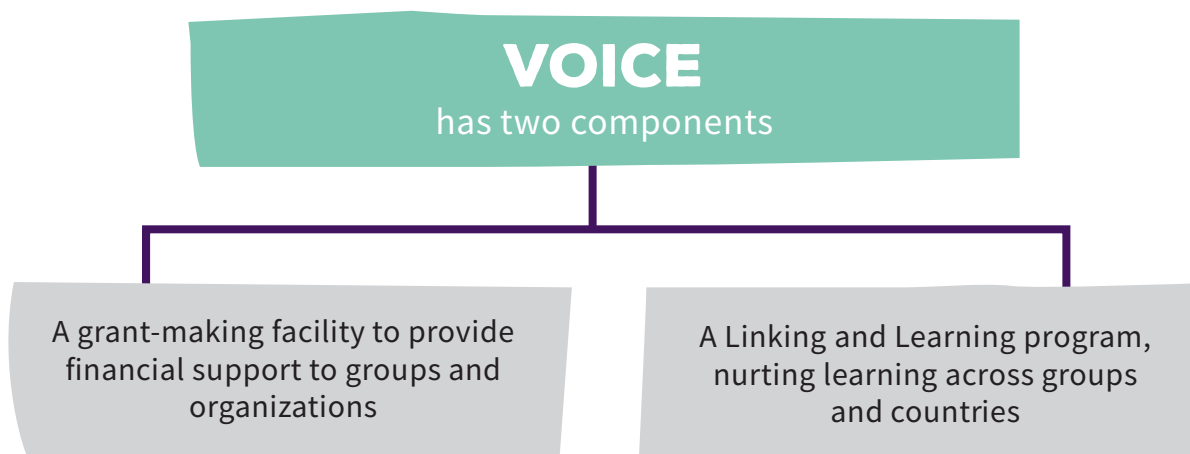 VOICE
has two components
A grant-making facility to provide
financial support to groups and
organizations
A Linking and Learning program,
nurting learning across groups
and countries